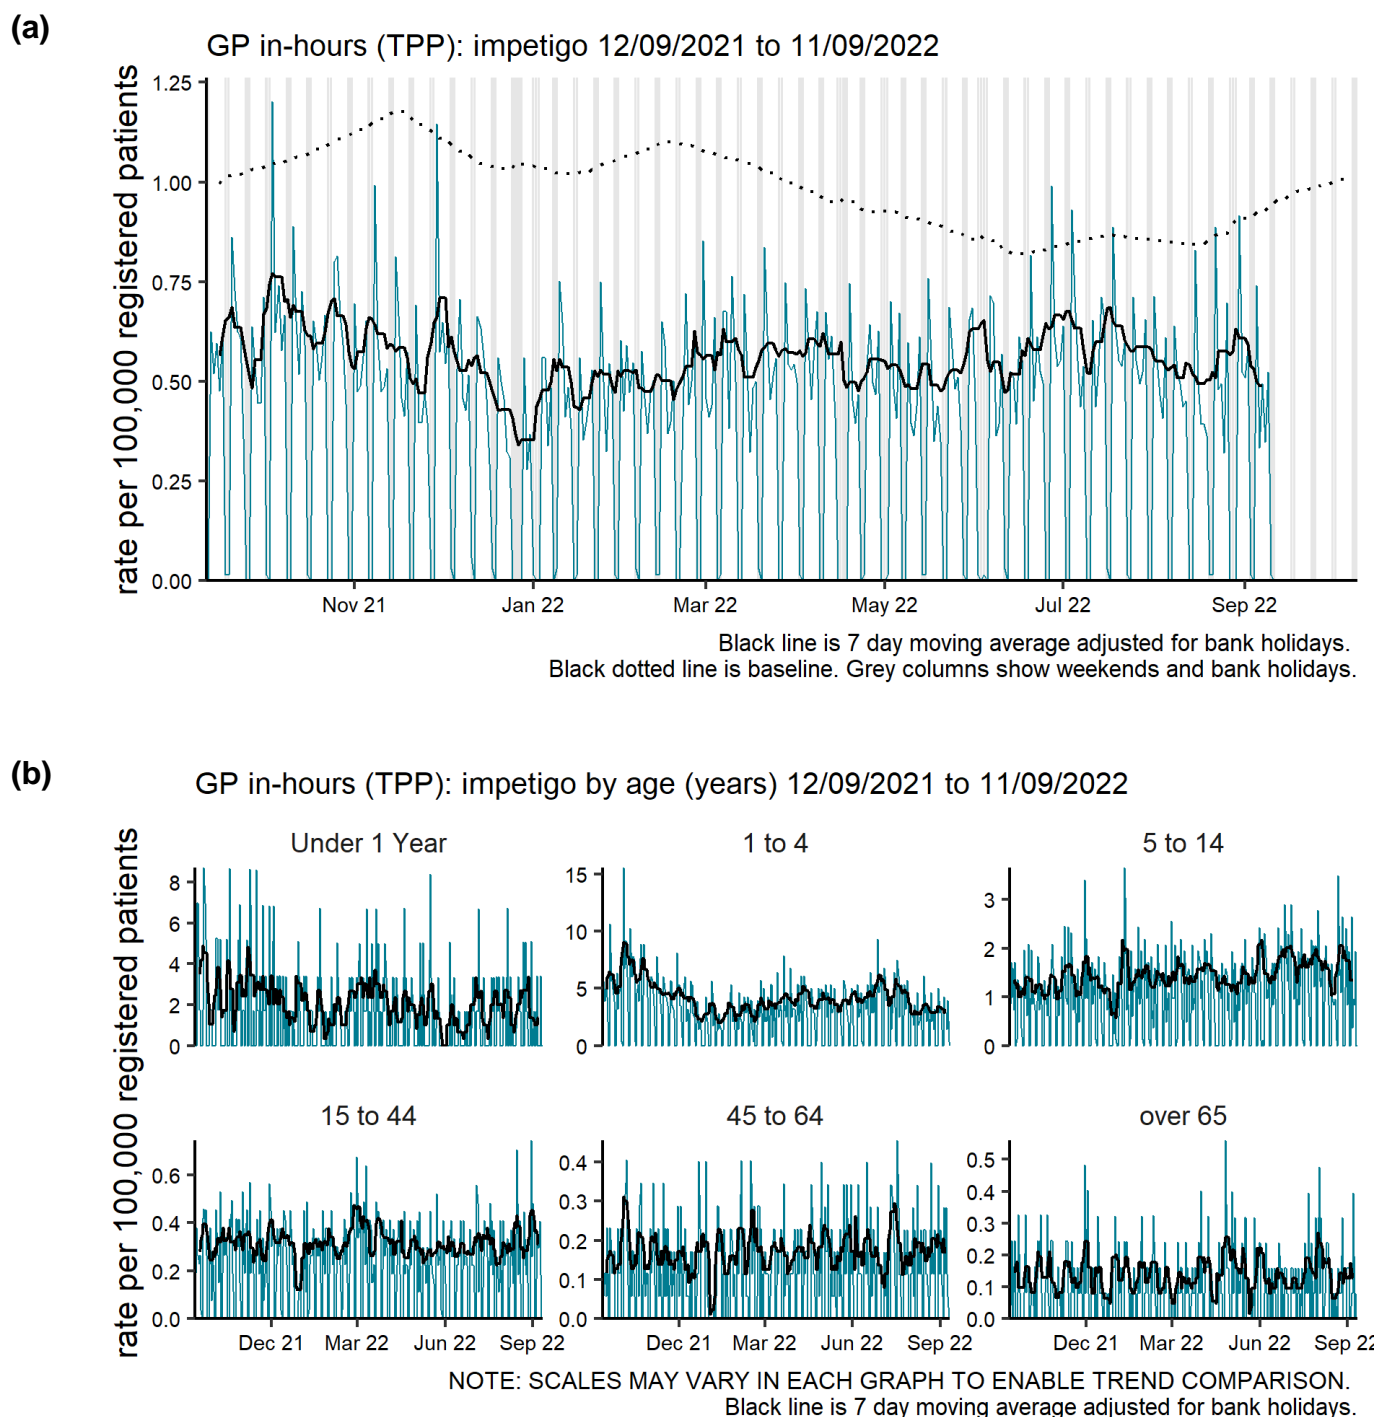 (a)
GP in-hours (TPP): impetigo 12/09/2021 to 11/09/2022
rate per 100,000 registered patients
1.25
1.00
0.75
0.50
0.25
0.00
Nov 21 Jan 22 Mar 22 May 22 Jul 22 Sep 22
Black line is 7 day moving average adjusted for bank holidays.
Black dotted line is baseline. Grey columns show weekends and bank holidays.
(b)
GP in-hours (TPP): impetigo by age (years) 12/09/2021 to 11/09/2022
rate per 100,000 registered patients
Under 1 Year
8
6
4
2
0
1 to 4
15
10
5
0
5 to 14
3
2
1
0
15 to 44
0.6
0.4
0.2
0.0
Dec 21 Mar 22 Jun 22 Sep 22
45 to 64
0.4
0.3
0.2
0.1
0.0
Dec 21 Mar 22 Jun 22 Sep 22
over 65
0.5
0.4
0.3
0.2
0.1
0.0
Dec 21 Mar 22 Jun 22 Sep 22
NOTE: SCALES MAY VARY IN EACH GRAPH TO ENABLE TREND COMPARISON.
Black line is 7 day moving average adjusted for bank holidays.